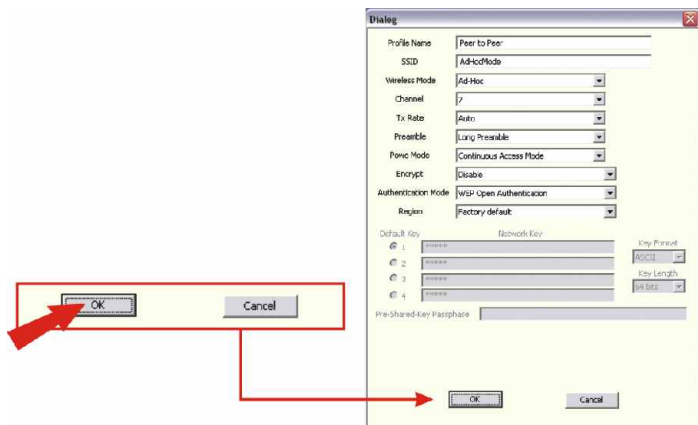 Dialog
Profile Name Peer to Peer
SSID AdHocMode
Wireless Mode Ad-Hoc
Channel 7
Tx Rate Auto
Preamble Long Preamble
Powe Mode Continuous Access Mode
Encrypt Disable
Authentication Mode WEP Open Authentication
Region Factory default
Default Key Network Key
1 *****
Key Format
2 *****
ASCII
3 *****
Key Length
4 *****
64 bits
Pre-Shared-Key Passphase
OK Cancel
OK Cancel